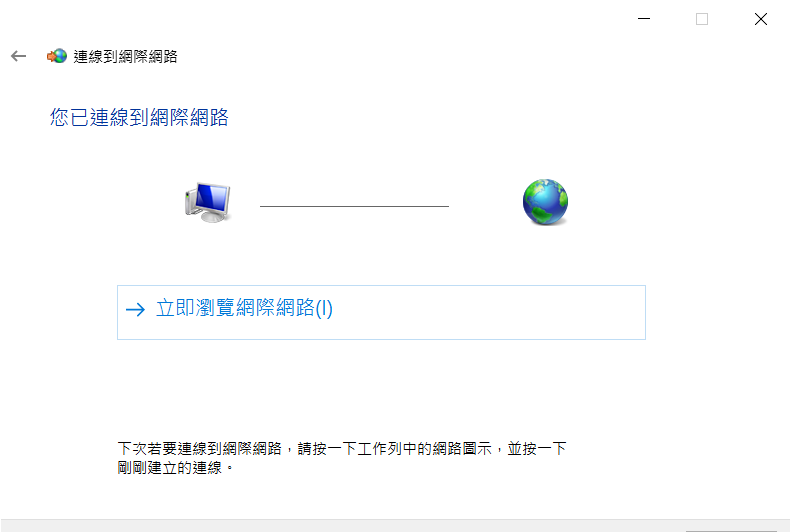 連線到網際網路
您已連線到網際網路
立即瀏覽網際網路(I)
下次若要連線到網際網路，請按一下工作列中的網路圖示，並按一下
剛剛建立的連線。